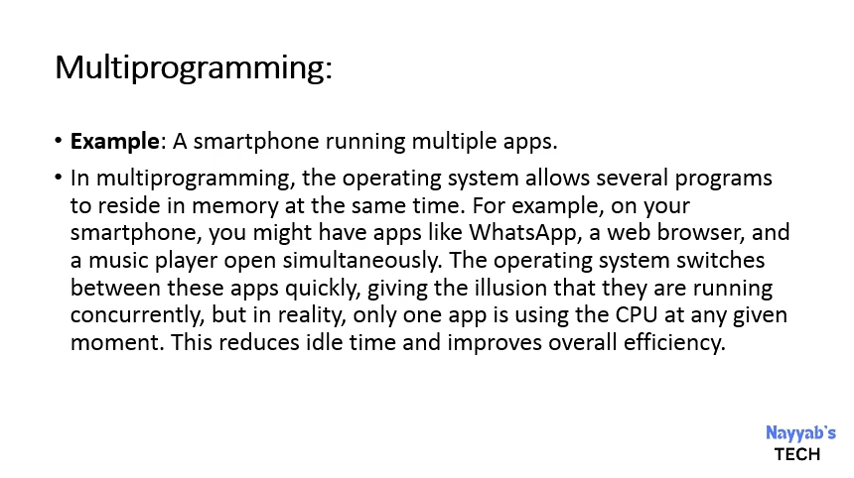 Multiprogramming:
• Example: A smartphone running multiple apps.
• In multiprogramming, the operating system allows several programs
to reside in memory at the same time. For example, on your
smartphone, you might have apps like WhatsApp, a web browser, and
a music player open simultaneously. The operating system switches
between these apps quickly, giving the illusion that they are running
concurrently, but in reality, only one app is using the CPU at any given
moment. This reduces idle time and improves overall efficiency.
Nayyab's
TECH